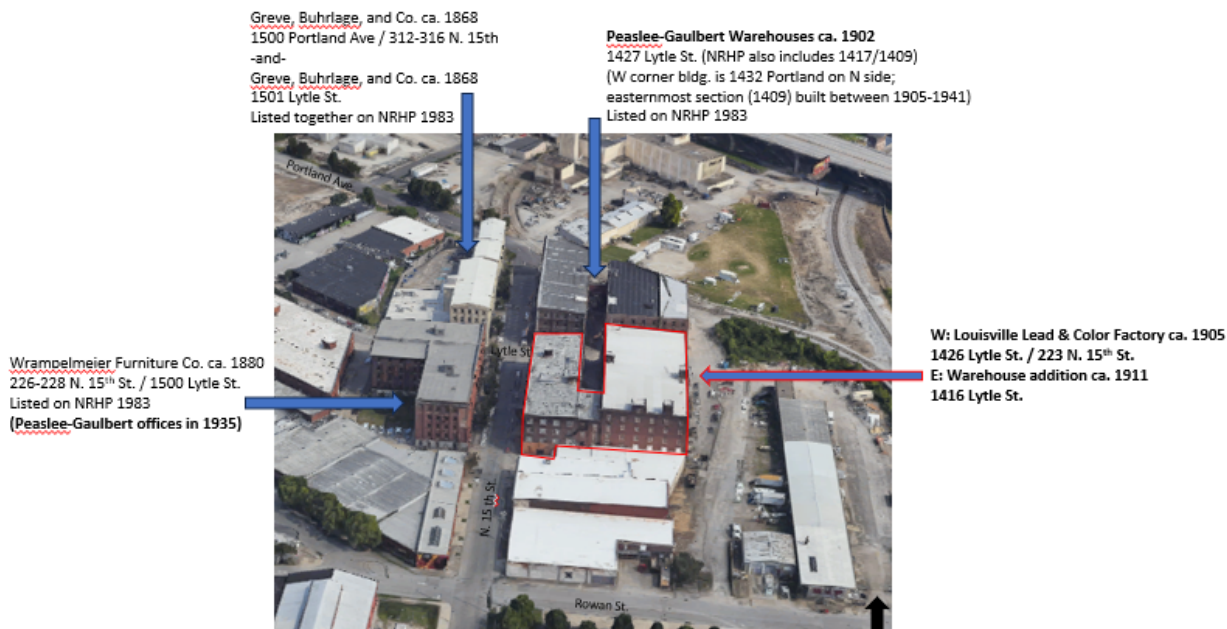 Greve, Buhrlage, and Co. ca. 1868
1500 Portland Ave / 312-316 N. 15th
-and-
Greve, Buhrlage, and Co. ca. 1868
1501 Lytle St.
Listed together on NRHP 1983
Peaslee-Gaulbert Warehouses ca. 1902
1427 Lytle St. (NRHP also includes 1417/1409)
(W corner bldg. is 1432 Portland on N side;
easternmost section (1409) built between 1905-1941)
Listed on NRHP 1983
Portland Ave.
Lytle St.
Wrampelmeier Furniture Co. ca. 1880
226-228 N. 15th St. / 1500 Lytle St.
Listed on NRHP 1983
(Peaslee-Gaulbert offices in 1935)
W: Louisville Lead & Color Factory ca. 1905
1426 Lytle St. / 223 N. 15th St.
E: Warehouse addition ca. 1911
1416 Lytle St.
N. 15 th St.
Rowan St.